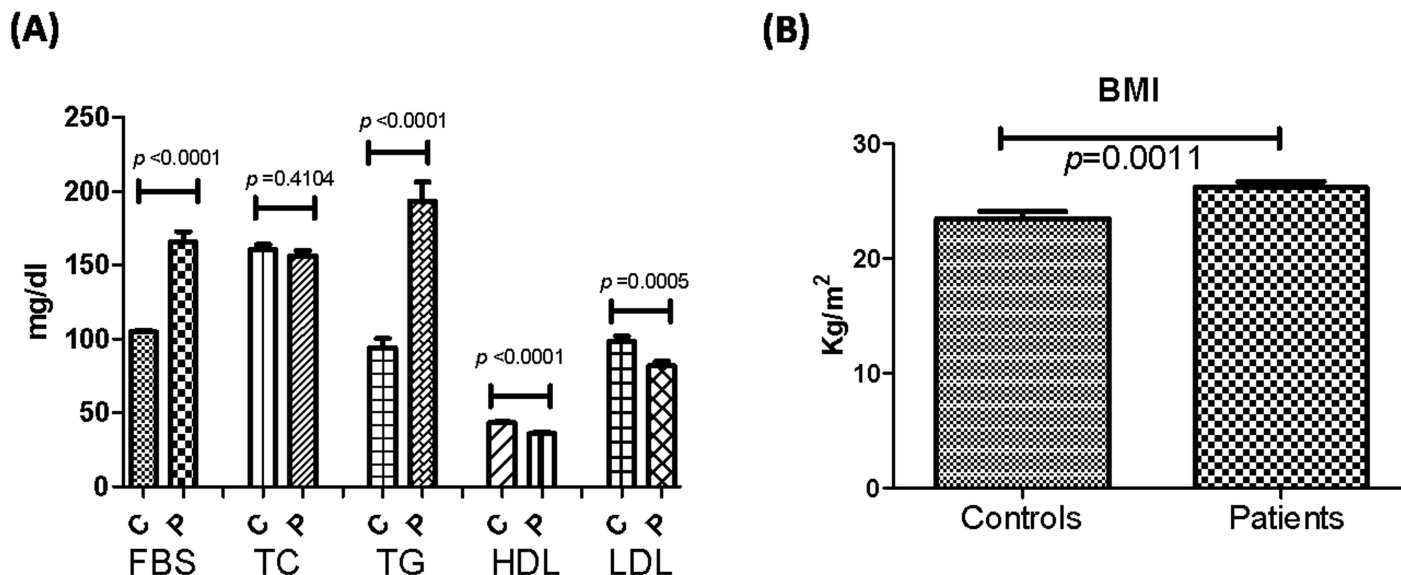 (A)
(B)
mg/dl
250
200
150
100
50
0
p <0.0001
p =0.4104
p <0.0001
p <0.0001
p=0.0005
C P C P C P C P C P
FBS TC TG HDL LDL
BMI
p=0.0011
Kg/m²
30
20
10
0
Controls Patients